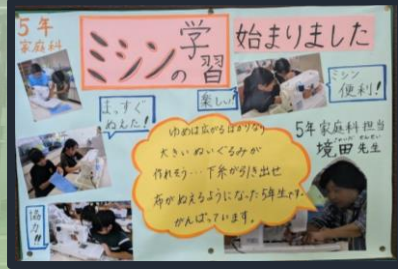 5年
家庭科
ミシンの学習
始まりました
まっすぐ
ぬえた!
楽しい!
ミシン
便利!
ゆめは広がるばかりなり
大きいぬいぐるみが
作れそう…下糸が引き出せ
布がぬえるようになった5年生です。
がんばっています。
5年家庭科担当
境田先生
協力!!